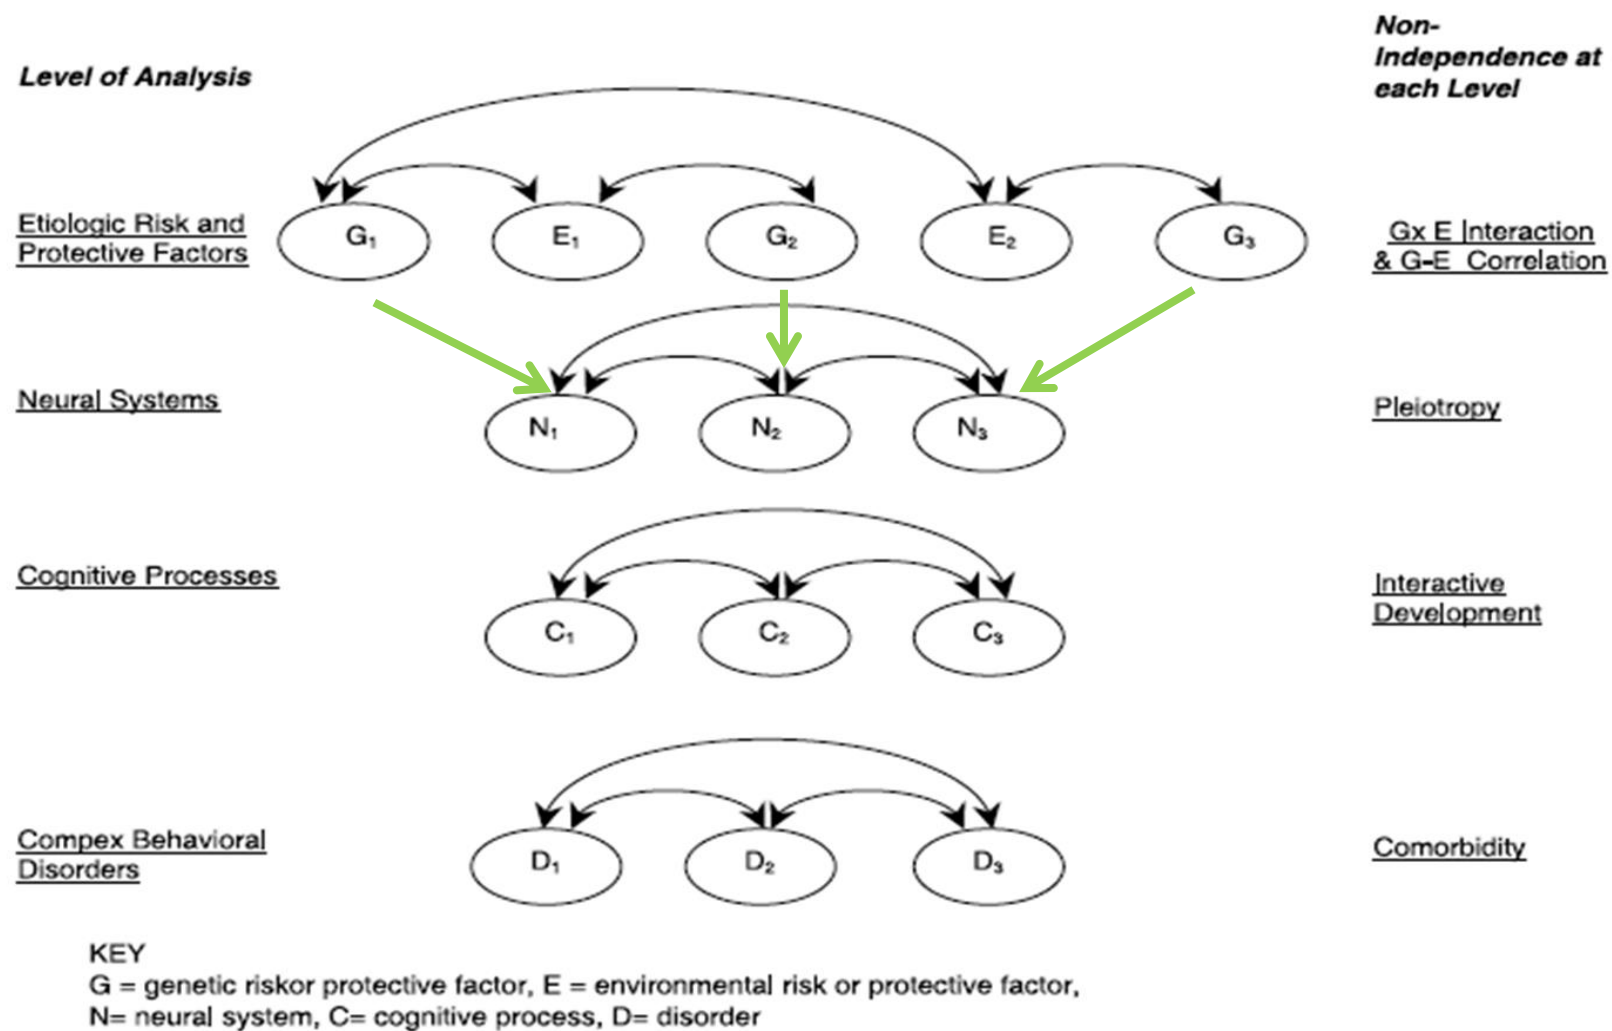 Non-
Independence at
each Level
Level of Analysis
Etiologic Risk and
Protective Factors
G₁
E₁
G₂
E₂
G₃
Gx E Interaction
& G-E Correlation
Neural Systems
N₁
N₂
N₃
Pleiotropy
Cognitive Processes
C₁
C₂
C₃
Interactive
Development
Compex Behavioral
Disorders
D₁
D₂
D₃
Comorbidity
KEY
G = genetic riskor protective factor, E = environmental risk or protective factor,
N= neural system, C= cognitive process, D= disorder